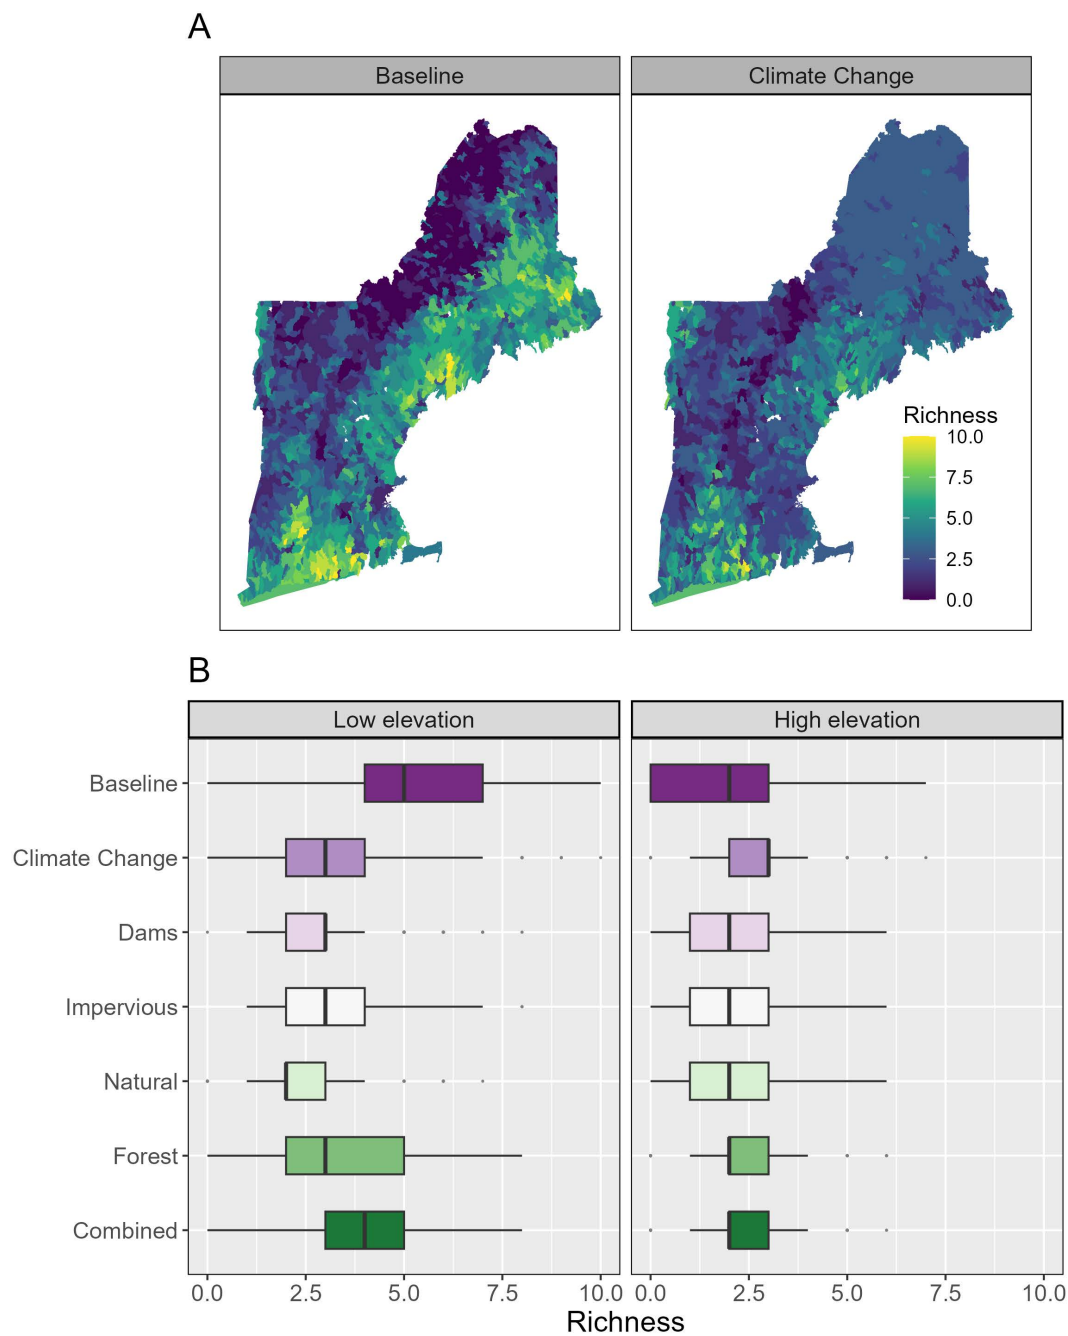 A
Baseline
Climate Change
Richness
10.0
7.5
5.0
2.5
0.0
B
Low elevation
High elevation
Baseline
Climate Change
Dams
Impervious
Natural
Forest
Combined
0.0 2.5 5.0 7.5 10.0
0.0 2.5 5.0 7.5 10.0
Richness